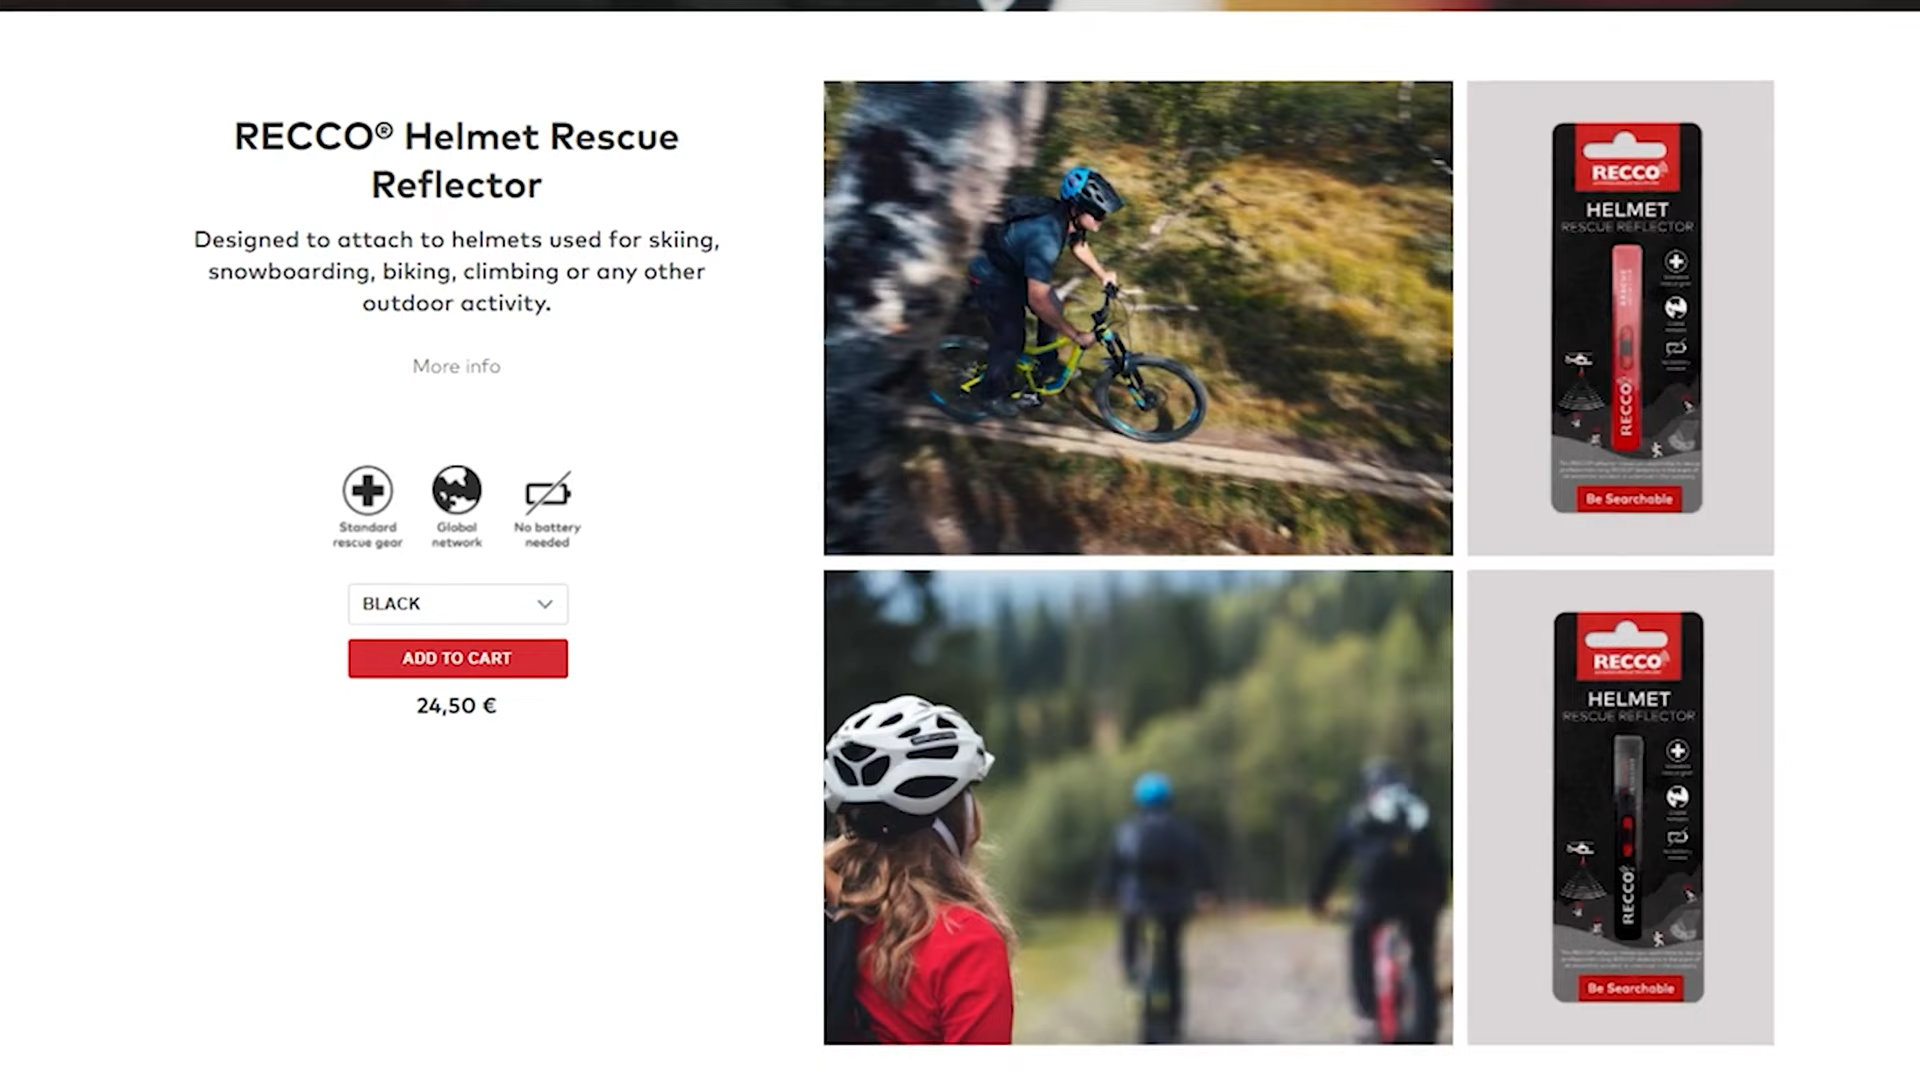 RECCO® Helmet Rescue
Reflector
Designed to attach to helmets used for skiing,
snowboarding, biking, climbing or any other
outdoor activity.
More info
Standard
rescue gear
Global
network
No battery
needed
BLACK
ADD TO CART
24,50 €
RECCO
HELMET
RESCUE REFLECTOR
RESCUE
RECCO®
Be Searchable
RECCO
HELMET
RESCUE REFLECTOR
RECCO®
Be Searchable